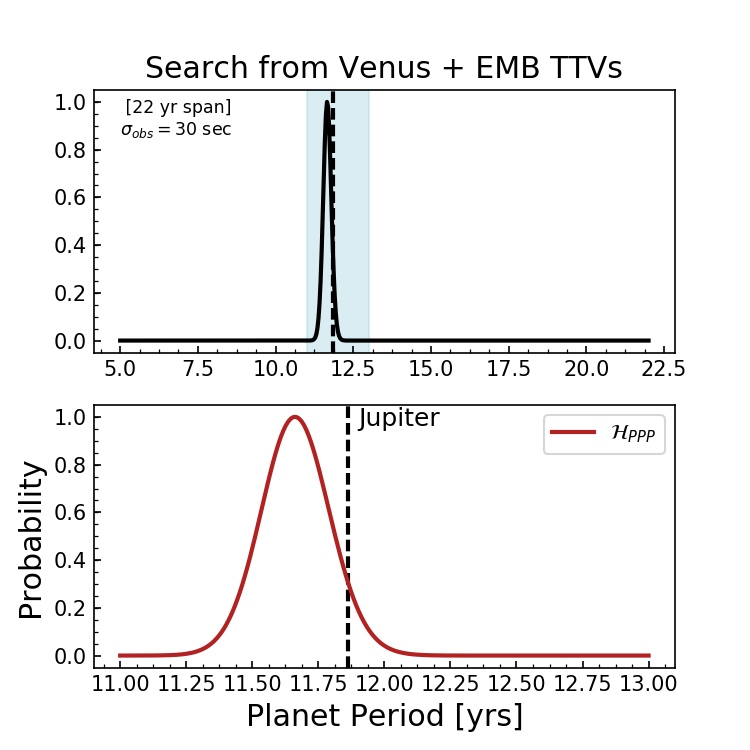 Search from Venus + EMB TTVs
1.0
0.8
0.6
0.4
0.2
0.0
[22 yr span]
σobs = 30 sec
5.0 7.5 10.0 12.5 15.0 17.5 20.0 22.5
Probability
1.0
0.8
0.6
0.4
0.2
0.0
Jupiter
ℋPPP
11.00 11.25 11.50 11.75 12.00 12.25 12.50 12.75 13.00
Planet Period [yrs]